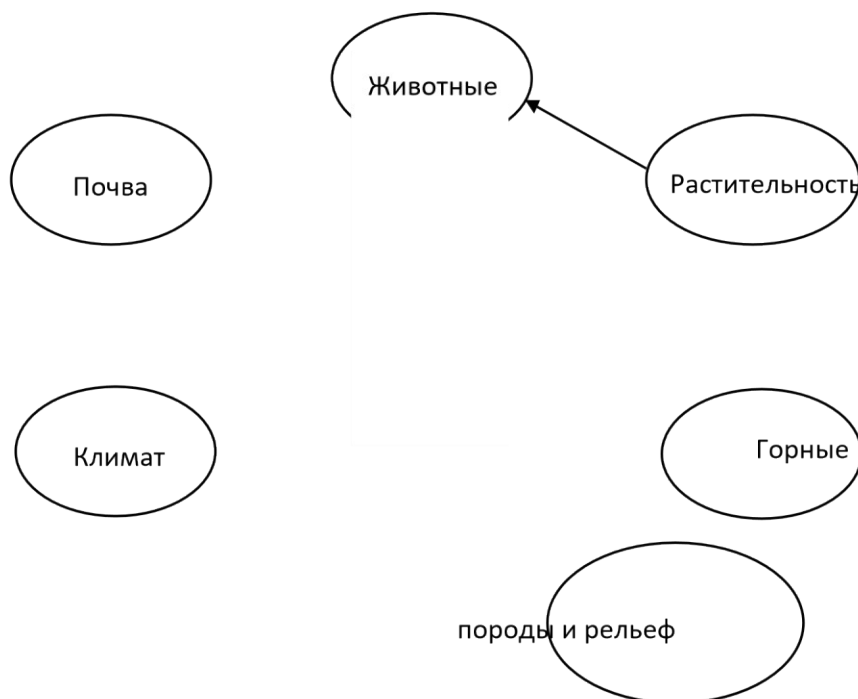 Животные
Почва
Растительность
Климат
Горные
породы и рельеф